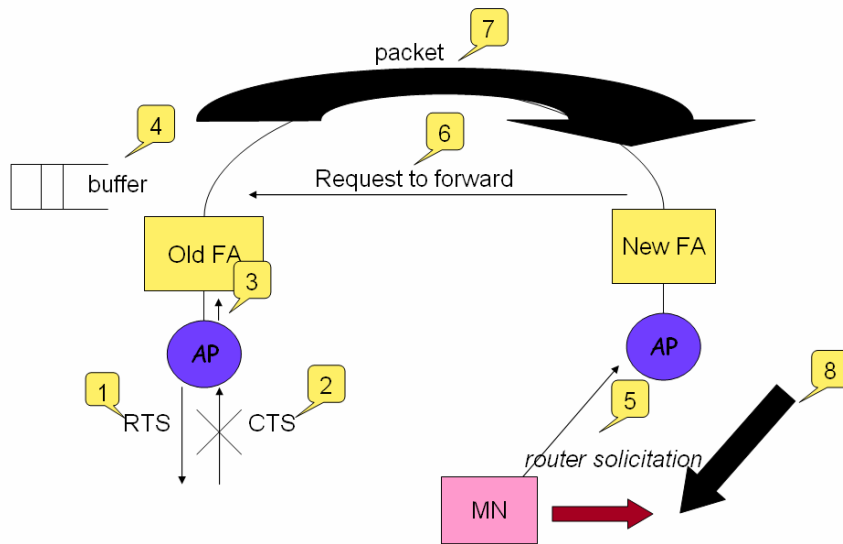 7
packet
4
6
buffer
Request to forward
Old FA
New FA
3
AP
AP
1
2
8
RTS
CTS
5
router solicitation
MN